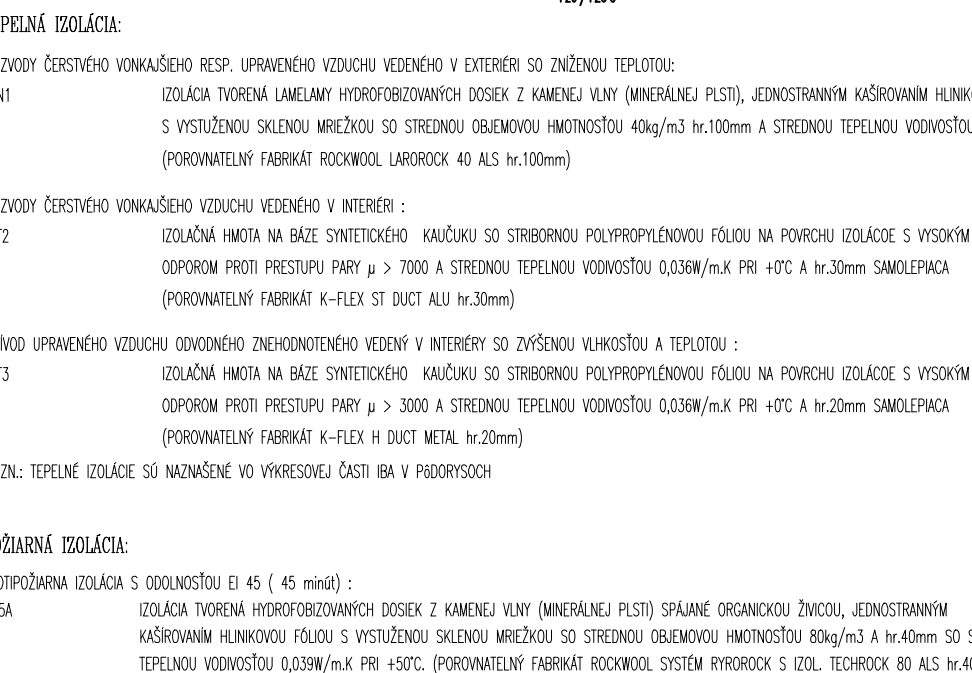 PELNÁ IZOLÁCIA:
ZVODY ČERSTVÉHO VONKAJŠIEHO RESP. UPRAVENÉHO VZDUCHU VEDENÉHO V EXTERIÉRI SO ZNÍŽENOU TEPLOTOU:
N1 IZOLÁCIA TVORENÁ LAMELAMY HYDROFOBIZOVANÝCH DOSIEK Z KAMENEJ VLNY (MINERÁLNEJ PLSTI), JEDNOSTRANNÝM KAŠÍROVANÍM HLINIKO
S VYSTUŽENOU SKLENOU MRIEŽKOU SO STREDNOU OBJEMOVOU HMOTNOSŤOU 40kg/m3 hr.100mm A STREDNOU TEPELNOU VODIVOSŤOU
(POROVNATELNÝ FABRIKÁT ROCKWOOL LAROROCK 40 ALS hr.100mm)
ZVODY ČERSTVÉHO VONKAJŠIEHO VZDUCHU VEDENÉHO V INTERIÉRI :
T2 IZOLAČNÁ HMOTA NA BÁZE SYNTETICKÉHO KAUČUKU SO STRIBORNOU POLYPROPYLÉNOVOU FÓLIOU NA POVRCHU IZOLÁCOE S VYSOKÝM
ODPOROM PROTI PRESTUPU PARY µ > 7000 A STREDNOU TEPELNOU VODIVOSŤOU 0,036W/m.K PRI +0°C A hr.30mm SAMOLEPIACA
(POROVNATELNÝ FABRIKÁT K-FLEX ST DUCT ALU hr.30mm)
ÍVOD UPRAVENÉHO VZDUCHU ODVODNÉHO ZNEHODNOTENÉHO VEDENÝ V INTERIÉRY SO ZVÝŠENOU VLHKOSŤOU A TEPLOTOU :
T3 IZOLAČNÁ HMOTA NA BÁZE SYNTETICKÉHO KAUČUKU SO STRIBORNOU POLYPROPYLÉNOVOU FÓLIOU NA POVRCHU IZOLÁCOE S VYSOKÝM
ODPOROM PROTI PRESTUPU PARY µ > 3000 A STREDNOU TEPELNOU VODIVOSŤOU 0,036W/m.K PRI +0°C A hr.20mm SAMOLEPIACA
(POROVNATELNÝ FABRIKÁT K-FLEX H DUCT METAL hr.20mm)
ZN.: TEPELNÉ IZOLÁCIE SÚ NAZNAŠENÉ VO VÝKRESOVEJ ČASTI IBA V PôDORYSOCH
OŽIARNÁ IZOLÁCIA:
OTIPOŽIARNA IZOLÁCIA S ODOLNOSŤOU EI 45 ( 45 minút) :
5A IZOLÁCIA TVORENÁ HYDROFOBIZOVANÝCH DOSIEK Z KAMENEJ VLNY (MINERÁLNEJ PLSTI) SPÁJANÉ ORGANICKOU ŽIVICOU, JEDNOSTRANNÝM
KAŠÍROVANÍM HLINIKOVOU FÓLIOU S VYSTUŽENOU SKLENOU MRIEŽKOU SO STREDNOU OBJEMOVOU HMOTNOSŤOU 80kg/m3 A hr.40mm SO S
TEPELNOU VODIVOSŤOU 0,039W/m.K PRI +50°C. (POROVNATELNÝ FABRIKÁT ROCKWOOL SYSTÉM RYROROCK S IZOL. TECHROCK 80 ALS hr.40